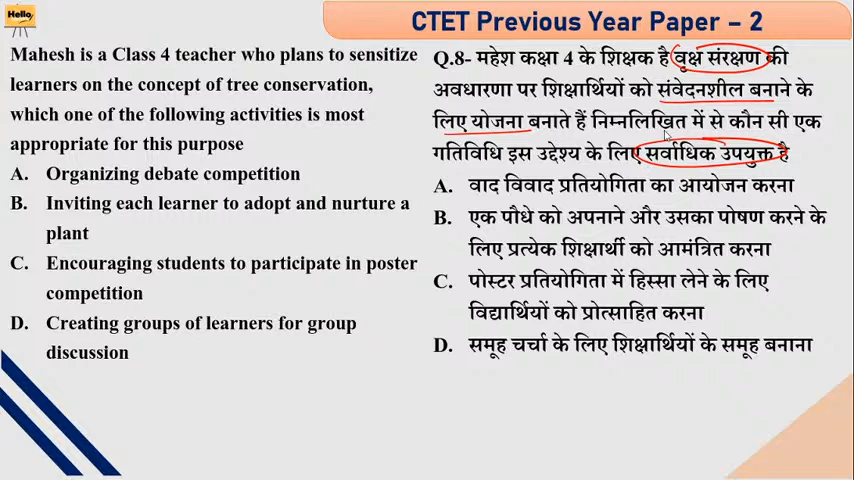 Hello
CTET Previous Year Paper – 2
Mahesh is a Class 4 teacher who plans to sensitize
learners on the concept of tree conservation,
which one of the following activities is most
appropriate for this purpose
A. Organizing debate competition
B. Inviting each learner to adopt and nurture a
plant
C. Encouraging students to participate in poster
competition
D. Creating groups of learners for group
discussion
Q.8- महेश कक्षा 4 के शिक्षक है वृक्ष संरक्षण की
अवधारणा पर शिक्षार्थियों को संवेदनशील बनाने के
लिए योजना बनाते हैं निम्नलिखित में से कौन सी एक
गतिविधि इस उद्देश्य के लिए सर्वाधिक उपयुक्त है
A. वाद विवाद प्रतियोगिता का आयोजन करना
B. एक पौधे को अपनाने और उसका पोषण करने के
लिए प्रत्येक शिक्षार्थी को आमंत्रित करना
C. पोस्टर प्रतियोगिता में हिस्सा लेने के लिए
विद्यार्थियों को प्रोत्साहित करना
D. समूह चर्चा के लिए शिक्षार्थियों के समूह बनाना